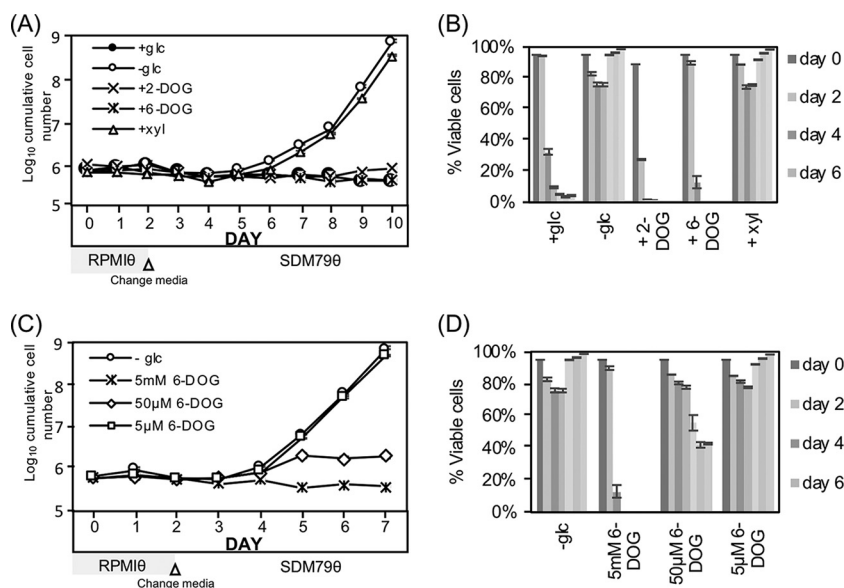 (A)
Log10 cumulative cell number
9
8
7
6
5
+glc
-glc
+2-DOG
+6-DOG
+xyl
0 1 2 3 4 5 6 7 8 9 10
DAY
RPMIθ
SDM79θ
Change media
(B)
% Viable cells
100%
80%
60%
40%
20%
0%
+glc
-glc
+ 2-DOG
+ 6-DOG
+ xyl
day 0
day 2
day 4
day 6
(C)
Log10 cumulative cell number
9
8
7
6
5
- glc
5mM 6-DOG
50µM 6-DOG
5µM 6-DOG
0 1 2 3 4 5 6 7
DAY
RPMIθ
SDM79θ
Change media
(D)
% Viable cells
100%
80%
60%
40%
20%
0%
-glc
5mM 6-DOG
50µM 6-DOG
5µM 6-DOG
day 0
day 2
day 4
day 6